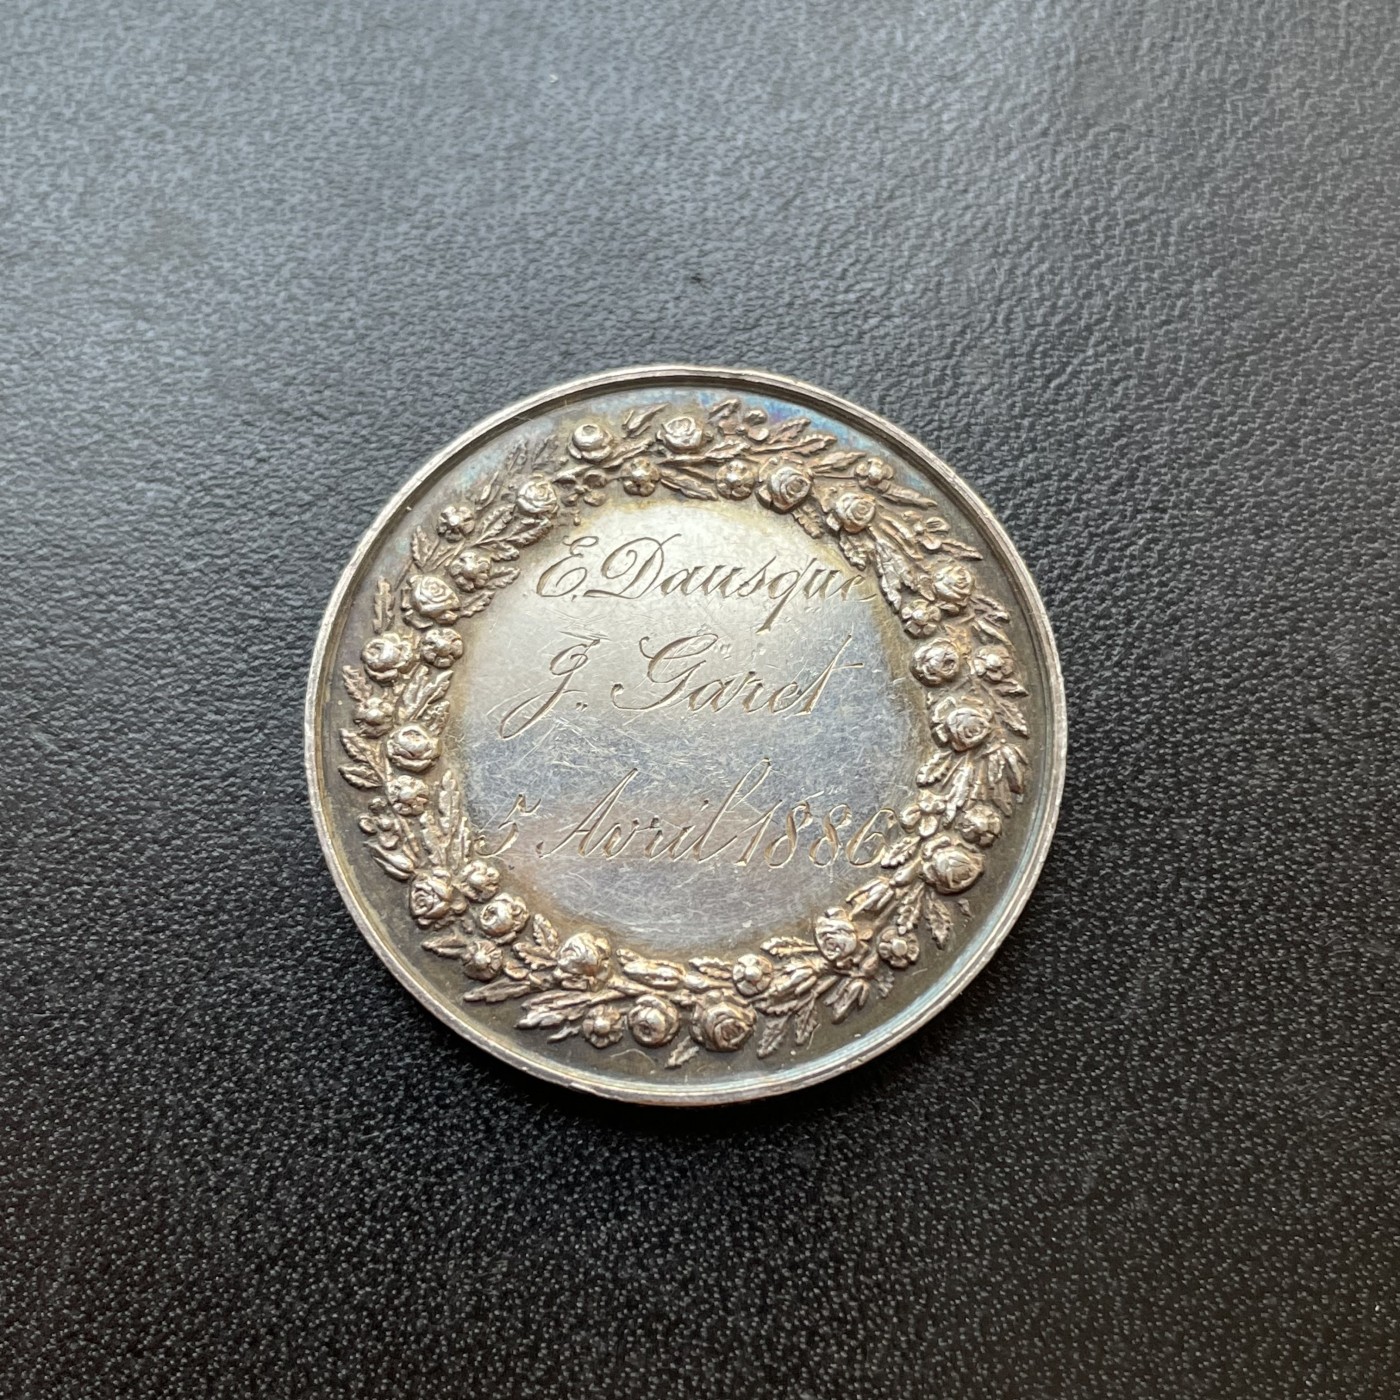 E. Dausque
J. Garet
5 Avril 1886